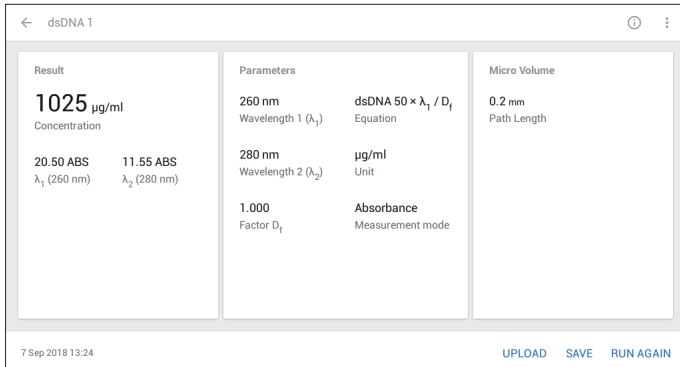 dsDNA 1
Result
1025 µg/ml
Concentration
20.50 ABS 11.55 ABS
λ1 (260 nm) λ2 (280 nm)
Parameters
260 nm dsDNA 50 × λ1 / Df
Wavelength 1 (λ1) Equation
280 nm µg/ml
Wavelength 2 (λ2) Unit
1.000 Absorbance
Factor Df Measurement mode
Micro Volume
0.2 mm
Path Length
7 Sep 2018 13:24 UPLOAD SAVE RUN AGAIN